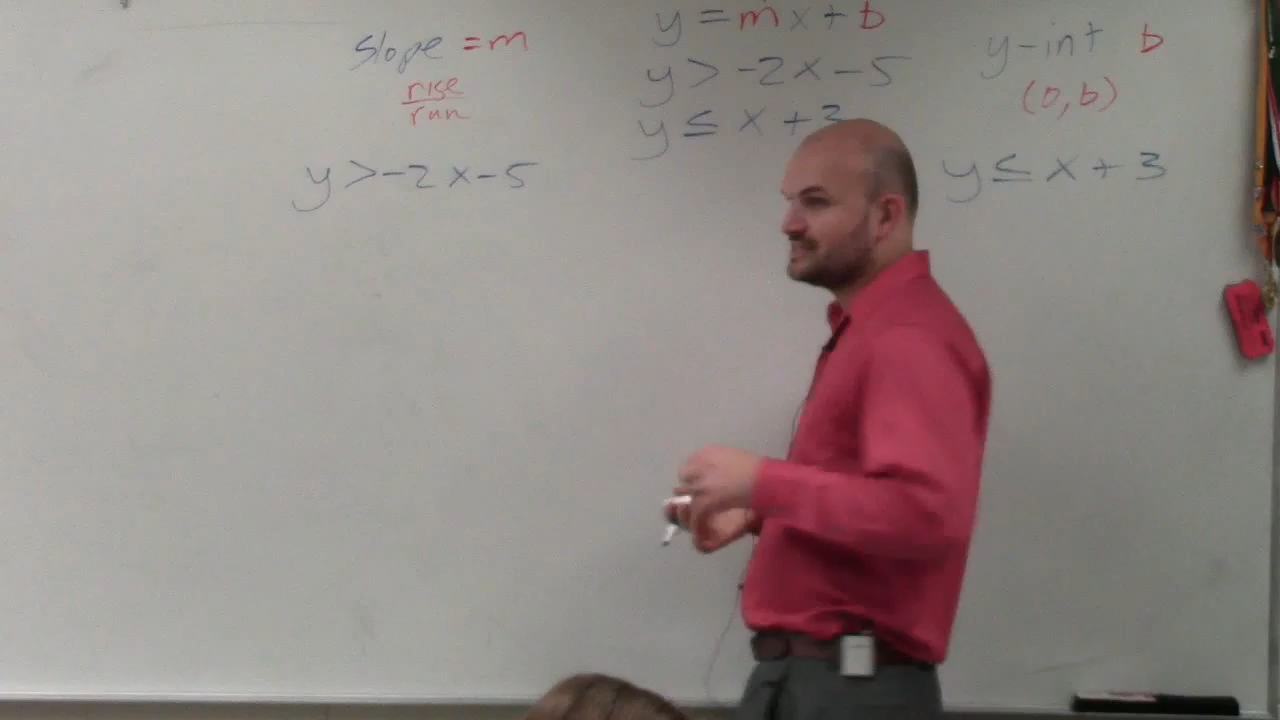 y = mx + b
slope = m
rise
run
y > -2x - 5
y ≤ x + 3
y-int b
(0, b)
y > -2x - 5
y ≤ x + 3